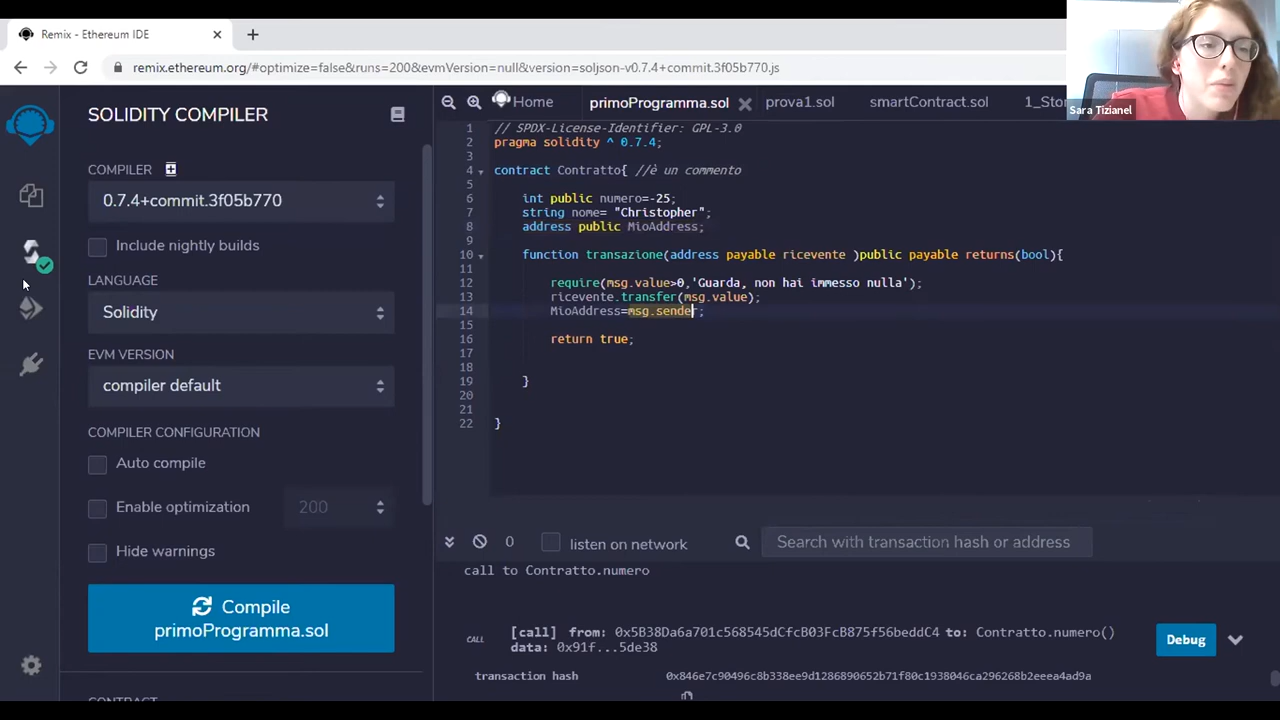 Remix - Ethereum IDE
remix.ethereum.org/#optimize=false&runs=200&evmVersion=null&version=soljson-v0.7.4+commit.3f05b770.js
Sara Tizianel
SOLIDITY COMPILER
COMPILER
0.7.4+commit.3f05b770
Include nightly builds
LANGUAGE
Solidity
EVM VERSION
compiler default
COMPILER CONFIGURATION
Auto compile
Enable optimization 200
Hide warnings
Compile
primoProgramma.sol
CONTRACT
Home primoProgramma.sol prova1.sol smartContract.sol 1_Stor
1 // SPDX-License-Identifier: GPL-3.0
2 pragma solidity ^ 0.7.4;
3
4 contract Contratto{ //è un commento
5
6 int public numero=-25;
7 string nome= "Christopher";
8 address public MioAddress;
9
10 function transazione(address payable ricevente )public payable returns(bool){
11
12 require(msg.value>0,'Guarda, non hai immesso nulla');
13 ricevente.transfer(msg.value);
14 MioAddress=msg.sender;
15
16 return true;
17
18
19 }
20
21
22 }
0 listen on network Search with transaction hash or address
call to Contratto.numero
CALL [call] from: 0x5B38Da6a701c568545dCfcB03FcB875f56beddC4 to: Contratto.numero()
data: 0x91f...5de38
Debug
transaction hash 0x846e7c90496c8b338ee9d1286890652b71f80c1938046ca296268b2eeea4ad9a